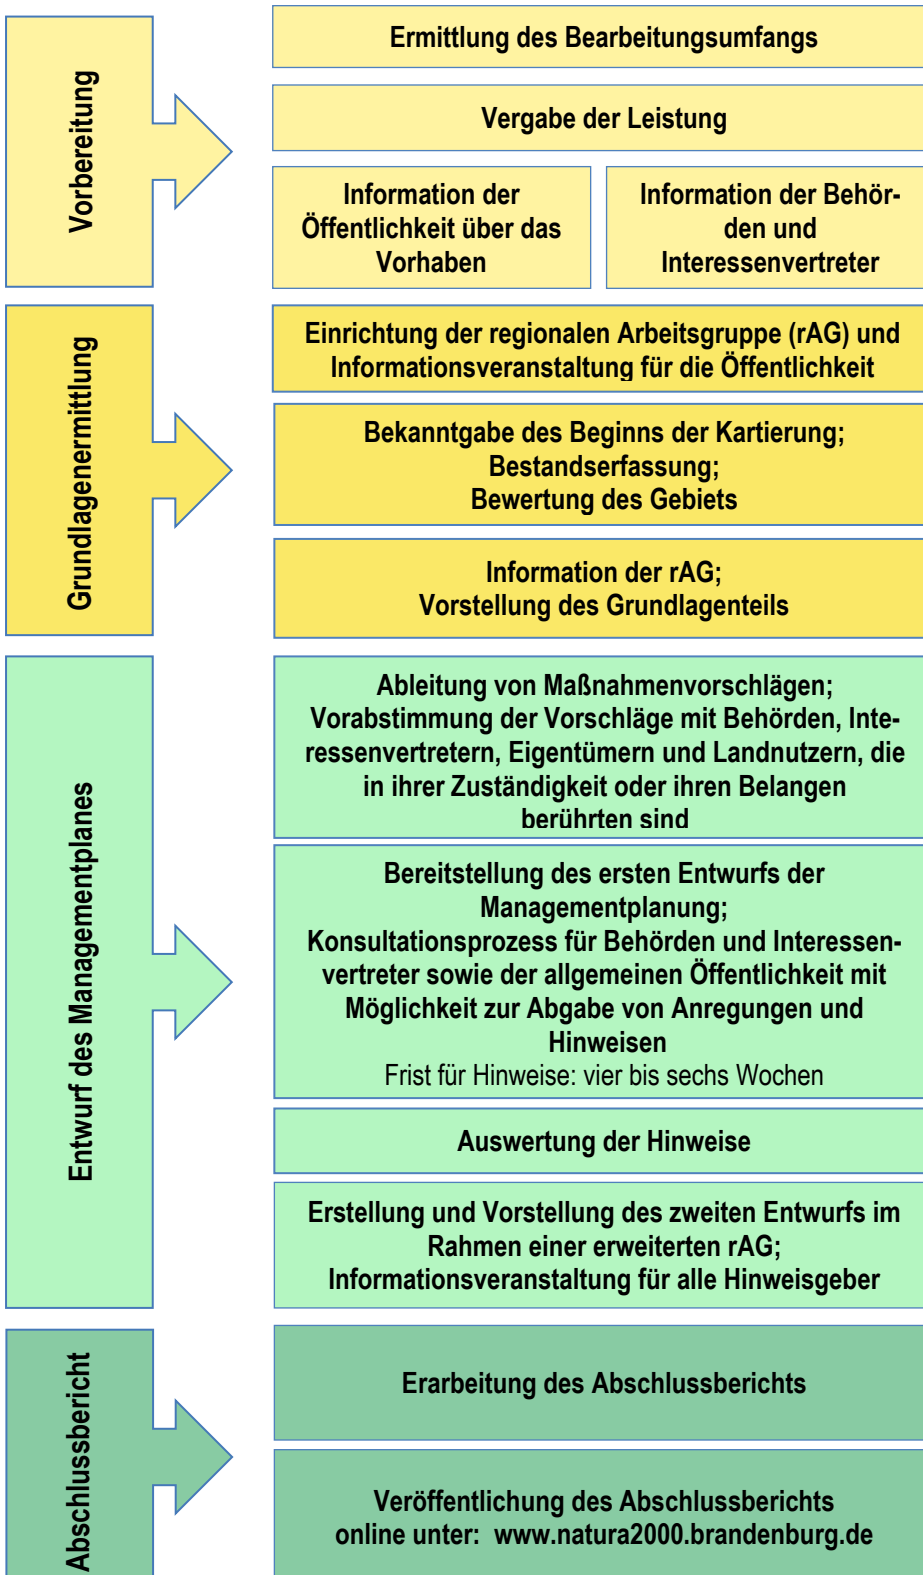 Vorbereitung
Ermittlung des Bearbeitungsumfangs
Vergabe der Leistung
Information der
Öffentlichkeit über das
Vorhaben
Information der Behör-
den und
Interessenvertreter
Grundlagenermittlung
Einrichtung der regionalen Arbeitsgruppe (rAG) und
Informationsveranstaltung für die Öffentlichkeit
Bekanntgabe des Beginns der Kartierung;
Bestandserfassung;
Bewertung des Gebiets
Information der rAG;
Vorstellung des Grundlagenteils
Entwurf des Managementplanes
Ableitung von Maßnahmenvorschlägen;
Vorabstimmung der Vorschläge mit Behörden, Inte-
ressenvertretern, Eigentümern und Landnutzern, die
in ihrer Zuständigkeit oder ihren Belangen
berührten sind
Bereitstellung des ersten Entwurfs der
Managementplanung;
Konsultationsprozess für Behörden und Interessen-
vertreter sowie der allgemeinen Öffentlichkeit mit
Möglichkeit zur Abgabe von Anregungen und
Hinweisen
Frist für Hinweise: vier bis sechs Wochen
Auswertung der Hinweise
Erstellung und Vorstellung des zweiten Entwurfs im
Rahmen einer erweiterten rAG;
Informationsveranstaltung für alle Hinweisgeber
Abschlussbericht
Erarbeitung des Abschlussberichts
Veröffentlichung des Abschlussberichts
online unter: www.natura2000.brandenburg.de